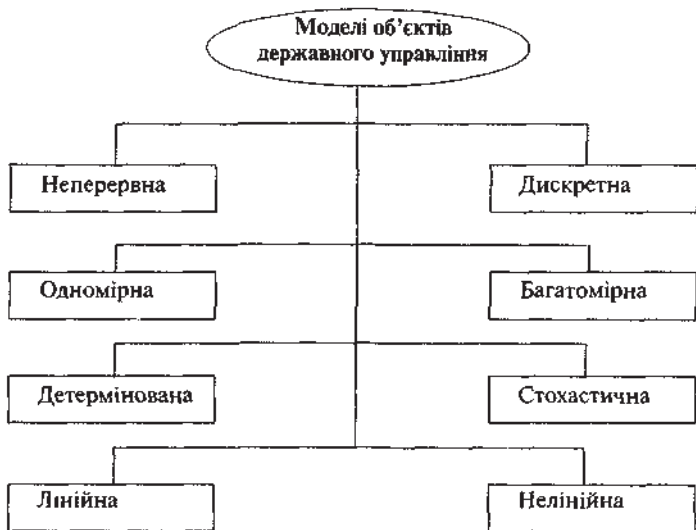 Моделі об’єктів
державного управління
Неперервна
Дискретна
Одномірна
Багатомірна
Детермінована
Стохастична
Лінійна
Нелінійна